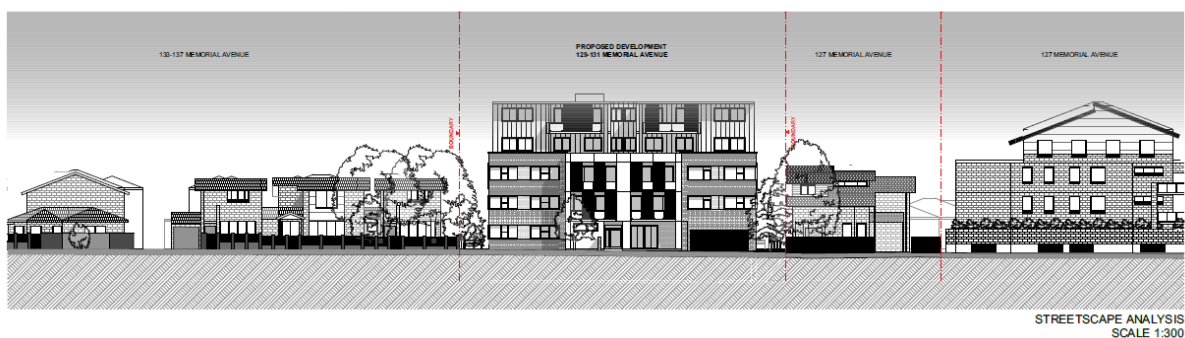 133-137 MEMORIAL AVENUE
PROPOSED DEVELOPMENT
129-131 MEMORIAL AVENUE
127 MEMORIAL AVENUE
127 MEMORIAL AVENUE
BOUNDARY
BOUNDARY
STREETSCAPE ANALYSIS
SCALE 1:300